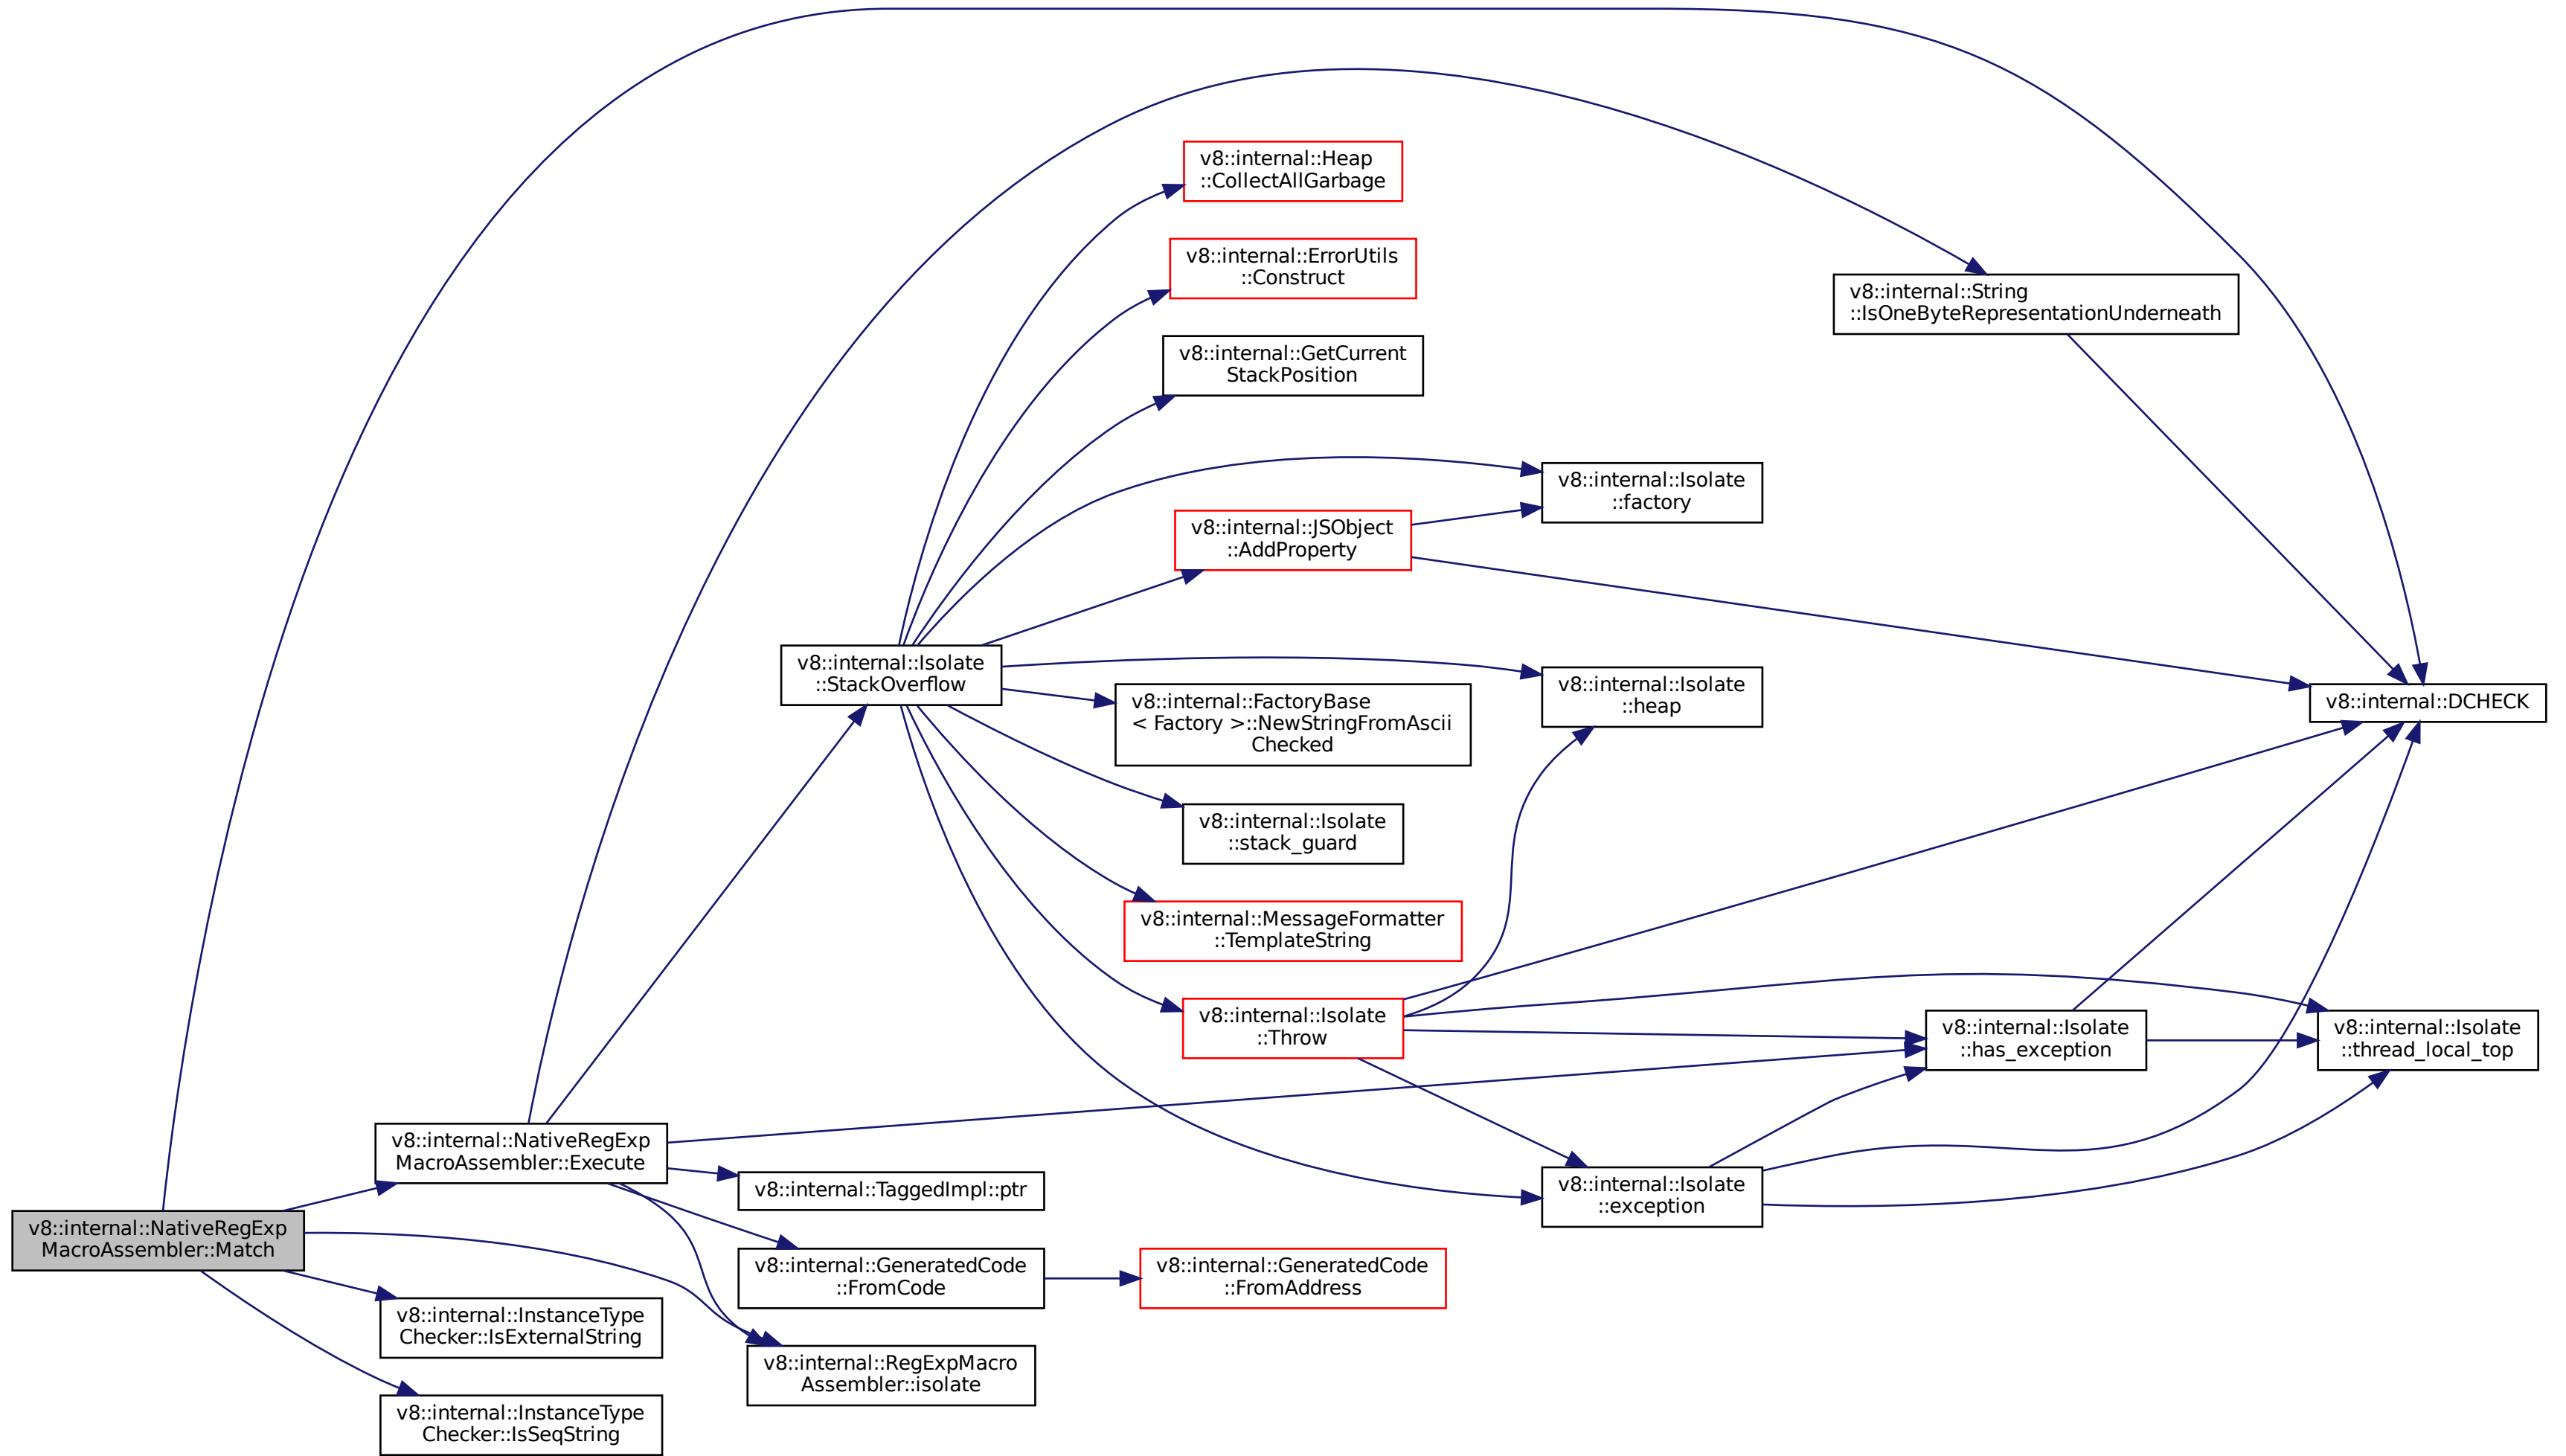 v8::internal::Heap
::CollectAllGarbage
v8::internal::ErrorUtils
::Construct
v8::internal::String
::IsOneByteRepresentationUnderneath
v8::internal::GetCurrent
StackPosition
v8::internal::Isolate
::factory
v8::internal::JSObject
::AddProperty
v8::internal::Isolate
::StackOverflow
v8::internal::Isolate
::heap
v8::internal::FactoryBase
< Factory >::NewStringFromAscii
Checked
v8::internal::DCHECK
v8::internal::Isolate
::stack_guard
v8::internal::MessageFormatter
::TemplateString
v8::internal::Isolate
::Throw
v8::internal::Isolate
::has_exception
v8::internal::Isolate
::thread_local_top
v8::internal::NativeRegExp
MacroAssembler::Execute
v8::internal::TaggedImpl::ptr
v8::internal::Isolate
::exception
v8::internal::NativeRegExp
MacroAssembler::Match
v8::internal::GeneratedCode
::FromCode
v8::internal::GeneratedCode
::FromAddress
v8::internal::InstanceType
Checker::IsExternalString
v8::internal::RegExpMacro
Assembler::isolate
v8::internal::InstanceType
Checker::IsSeqString